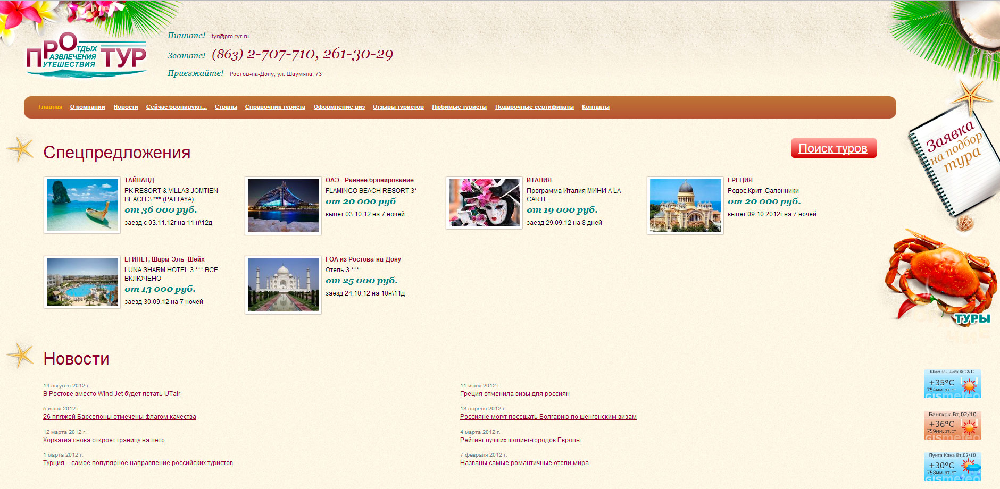 ПРО ТУР
Отдых
Развлечения
Путешествия
Пишите! tyr@pro-tyr.ru
Звоните! (863) 2-707-710, 261-30-29
Приезжайте! Ростов-на-Дону, ул. Шаумяна, 73
Главная О компании Новости Сейчас бронируют... Страны Справочник туриста Оформление виз Отзывы туристов Любимые туристы Подарочные сертификаты Контакты
Заявка
на подбор
тура
Спецпредложения
Поиск туров
ТАЙЛАНД
PK RESORT & VILLAS JOMTIEN
BEACH 3 *** (PATTAYA)
от 36 000 руб.
заезд с 03.11.12г на 11 н\12д
ОАЭ - Раннее бронирование
FLAMINGO BEACH RESORT 3*
от 20 000 руб
вылет 03.10.12 на 7 ночей
ИТАЛИЯ
Программа Италия МИНИ A LA
CARTE
от 19 000 руб.
заезд 29.09.12 на 8 дней
ГРЕЦИЯ
Родос,Крит ,Салонники
от 20 000 руб.
вылет 09.10.2012г на 7 ночей
ЕГИПЕТ, Шарм-Эль -Шейх
LUNA SHARM HOTEL 3 *** ВСЕ
ВКЛЮЧЕНО
от 13 000 руб.
заезд 30.09.12 на 7 ночей
ГОА из Ростова-на-Дону
Отель 3 ***
от 25 000 руб.
заезд 24.10.12 на 10н\11д
ТУРЫ
Новости
14 августа 2012 г.
В Ростове вместо Wind Jet будет летать UTair
11 июля 2012 г.
Греция отменила визы для россиян
5 июня 2012 г.
26 пляжей Барселоны отмечены флагом качества
13 апреля 2012 г.
Россияне могут посещать Болгарию по шенгенским визам
12 марта 2012 г.
Хорватия снова откроет границу на лето
4 марта 2012 г.
Рейтинг лучших шопинг-городов Европы
1 марта 2012 г.
Турция – самое популярное направление российских туристов
7 февраля 2012 г.
Названы самые романтичные отели мира
Шарм-эль-Шейх Вт,02/10
+35°C
754мм.рт.ст
GISmeteo
Бангкок Вт,02/10
+36°C
759мм.рт.ст
GISmeteo
Пунта Кана Вт,02/10
+30°C
758мм.рт.ст
GISmeteo